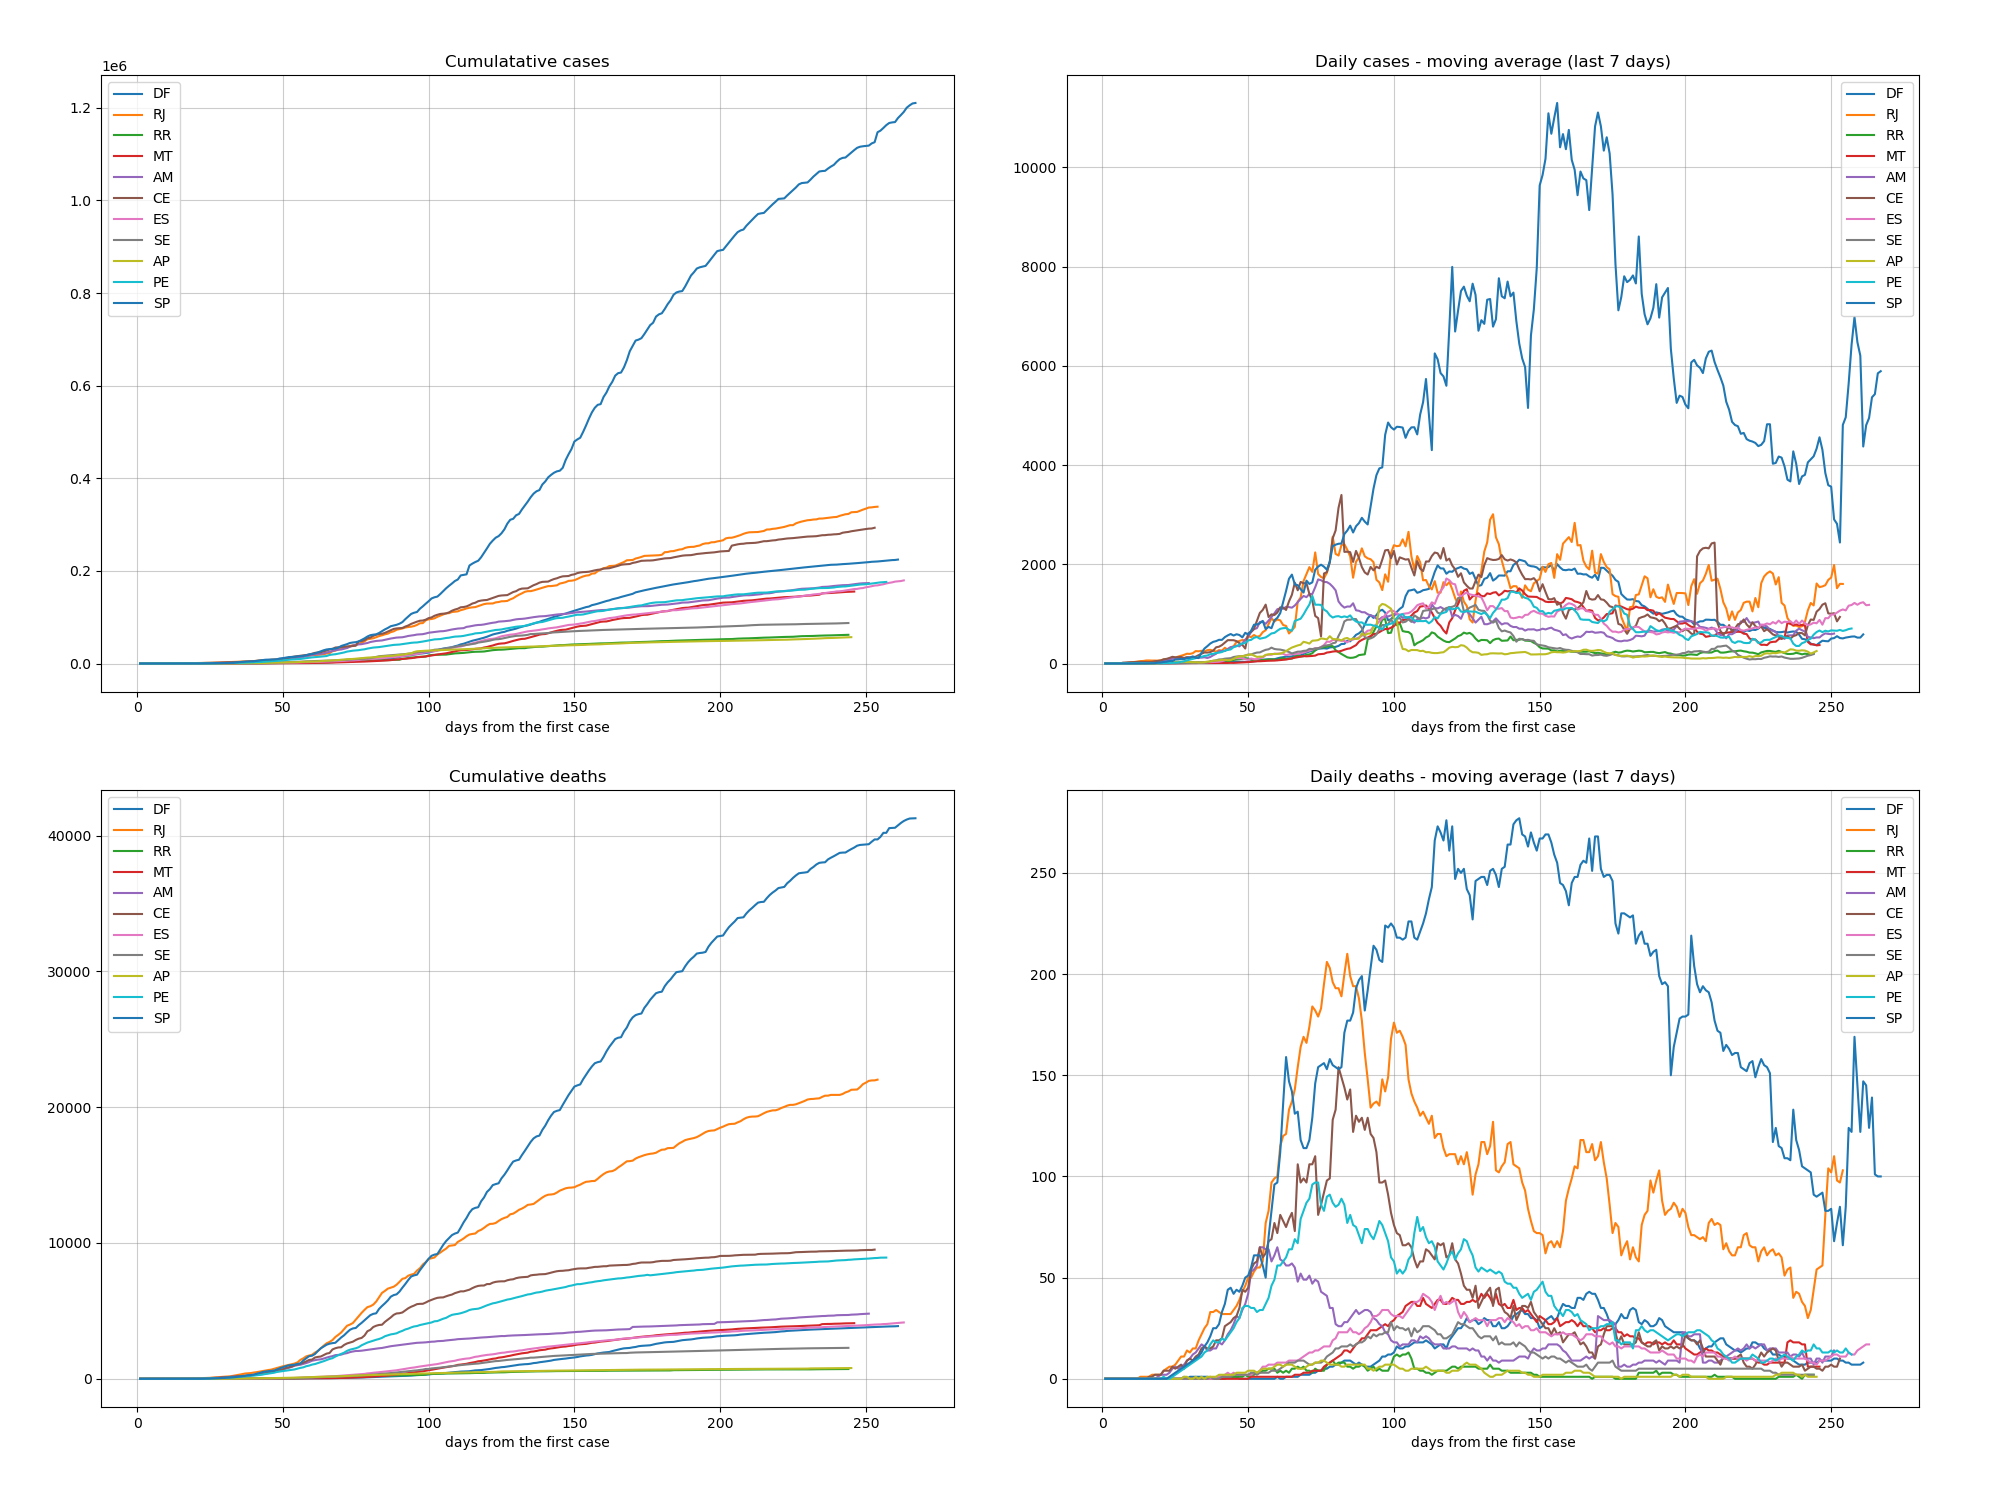 Cumulatative cases
1e6
1.2
1.0
0.8
0.6
0.4
0.2
0.0
DF
RJ
RR
MT
AM
CE
ES
SE
AP
PE
SP
0 50 100 150 200 250
days from the first case
Daily cases - moving average (last 7 days)
10000
8000
6000
4000
2000
0
DF
RJ
RR
MT
AM
CE
ES
SE
AP
PE
SP
0 50 100 150 200 250
days from the first case
Cumulative deaths
40000
30000
20000
10000
0
DF
RJ
RR
MT
AM
CE
ES
SE
AP
PE
SP
0 50 100 150 200 250
days from the first case
Daily deaths - moving average (last 7 days)
250
200
150
100
50
0
DF
RJ
RR
MT
AM
CE
ES
SE
AP
PE
SP
0 50 100 150 200 250
days from the first case